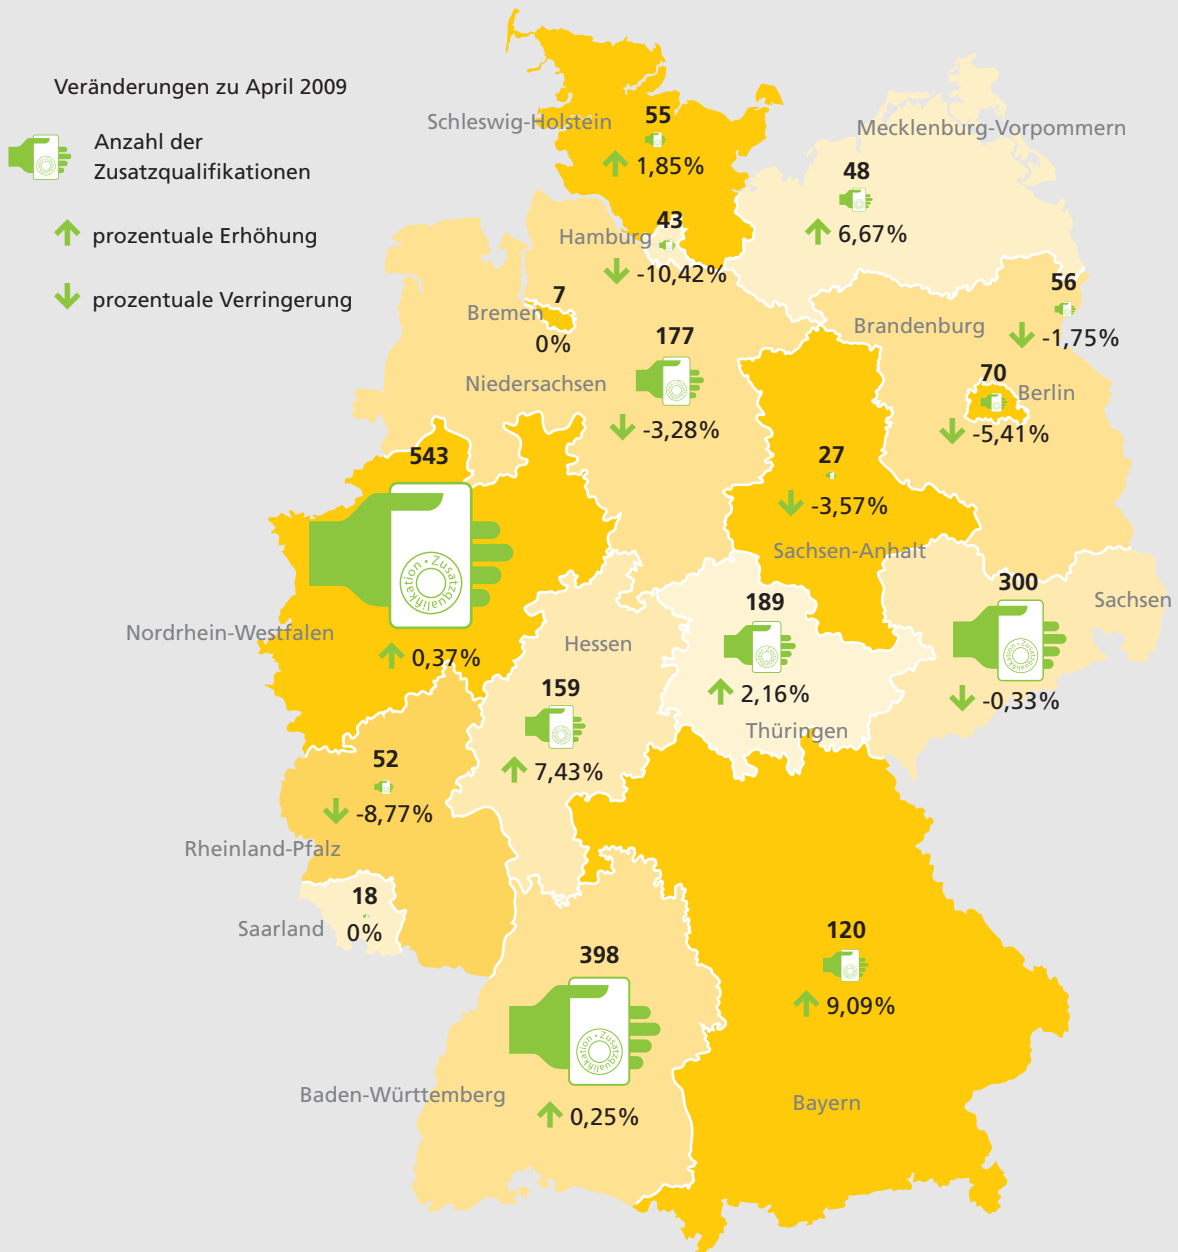 Veränderungen zu April 2009
Anzahl der
Zusatzqualifikationen
prozentuale Erhöhung
prozentuale Verringerung
Schleswig-Holstein
55
1,85%
Mecklenburg-Vorpommern
48
6,67%
Hamburg
43
-10,42%
Bremen
7
0%
Niedersachsen
177
-3,28%
Brandenburg
56
-1,75%
70
Berlin
-5,41%
27
-3,57%
Sachsen-Anhalt
543
Zusatzqualifikation
Nordrhein-Westfalen
0,37%
Hessen
159
7,43%
189
2,16%
Thüringen
300
Sachsen
Zusatzqualifikation
-0,33%
52
-8,77%
Rheinland-Pfalz
18
Saarland
0%
398
Zusatzqualifikation
Baden-Württemberg
0,25%
120
9,09%
Bayern